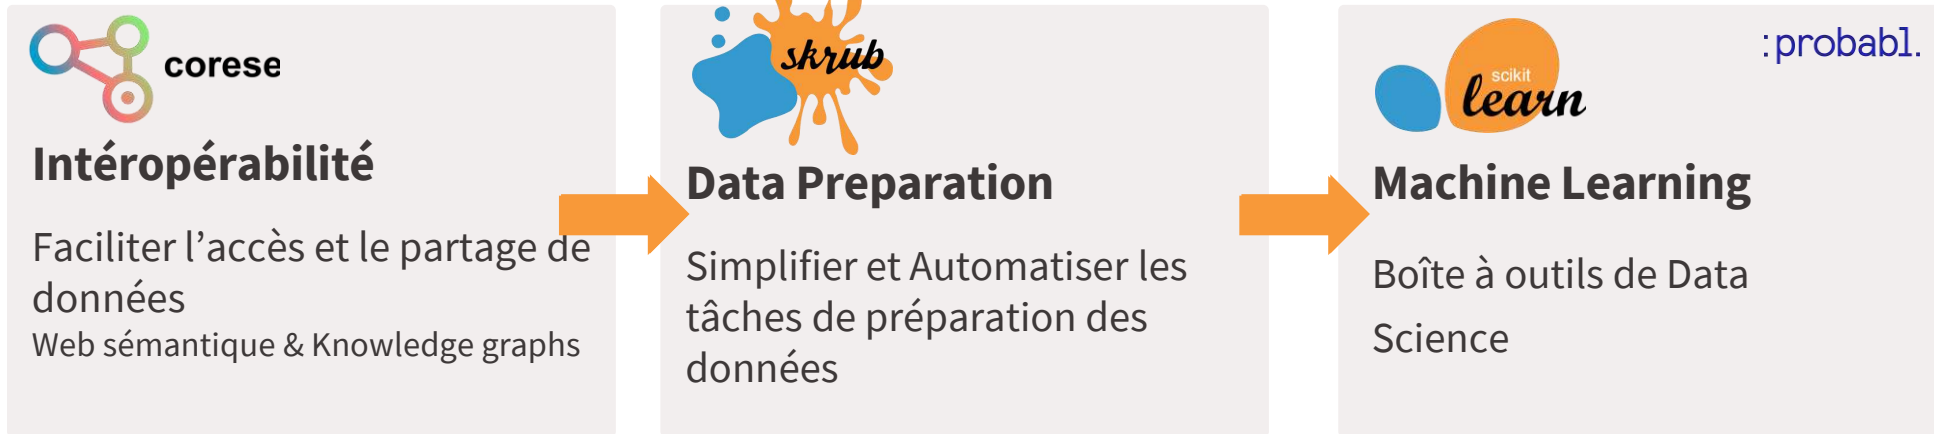 corese
Intéropérabilité
Faciliter l’accès et le partage de
données
Web sémantique & Knowledge graphs
skrub
Data Preparation
Simplifier et Automatiser les
tâches de préparation des
données
scikit
learn
:probabl.
Machine Learning
Boîte à outils de Data
Science